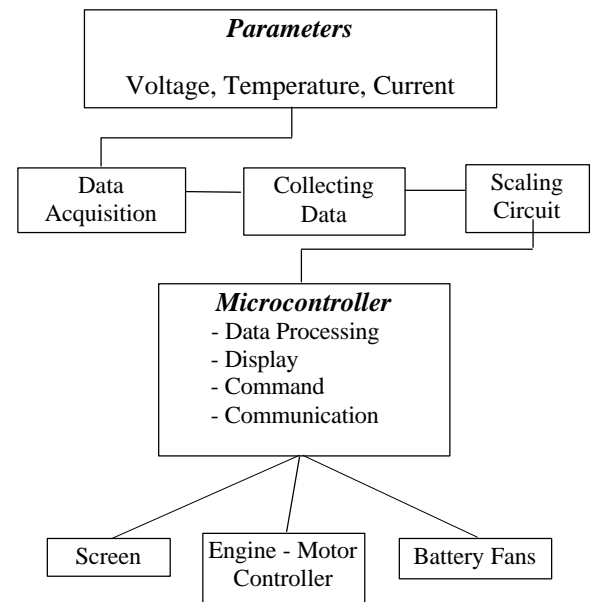 Parameters
Voltage, Temperature, Current
Data
Acquisition
Collecting
Data
Scaling
Circuit
Microcontroller
- Data Processing
- Display
- Command
- Communication
Screen
Engine - Motor
Controller
Battery Fans